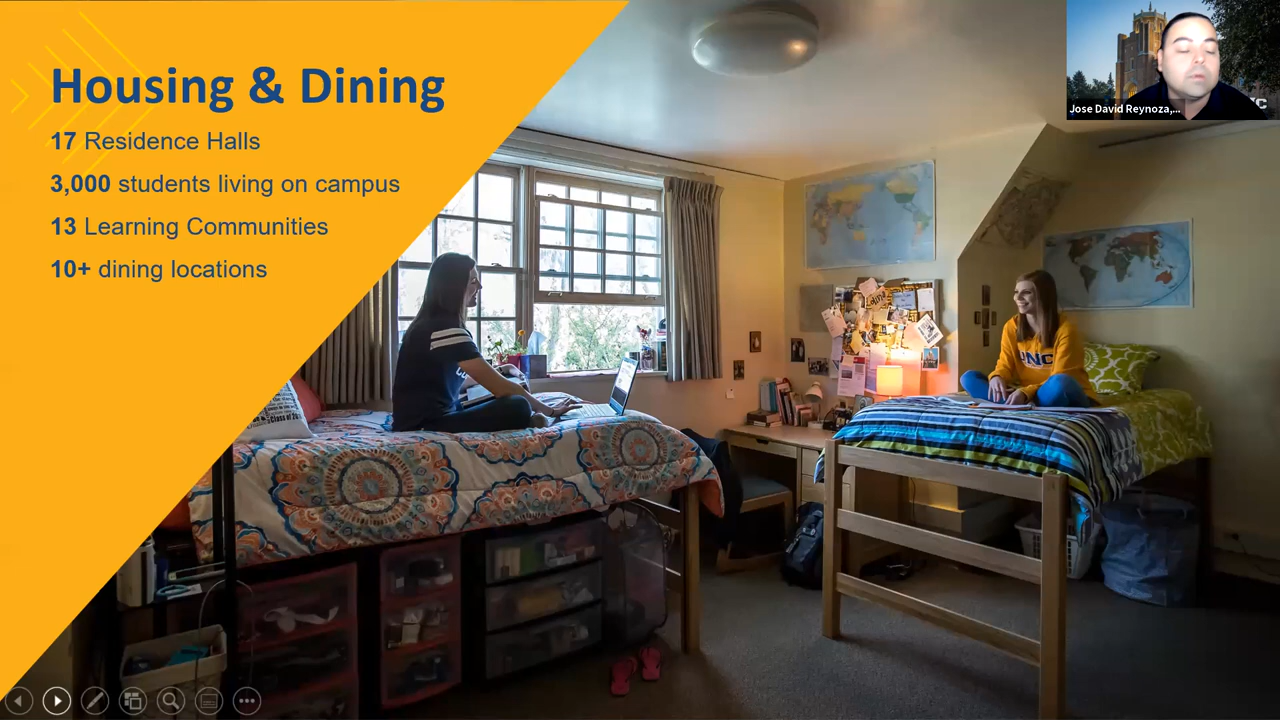 Housing & Dining
17 Residence Halls
3,000 students living on campus
13 Learning Communities
10+ dining locations
Jose David Reynoza,...
UNC